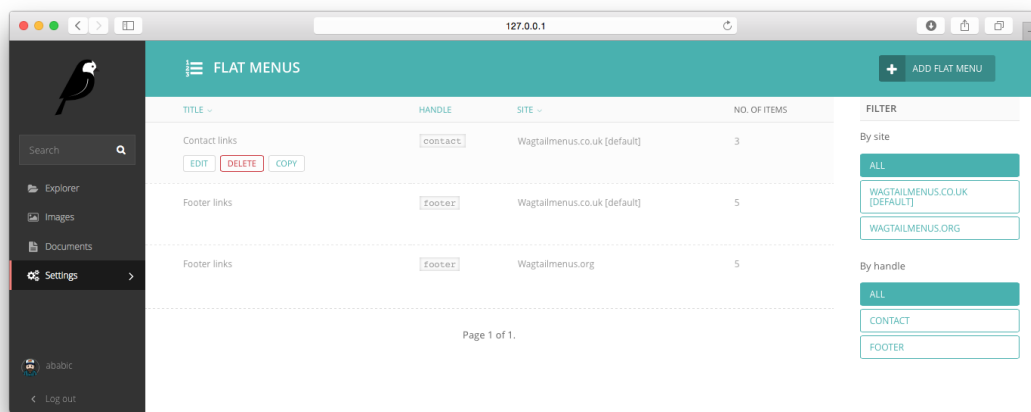 127.0.0.1
FLAT MENUS
ADD FLAT MENU
Search
Explorer
Images
Documents
Settings
ababic
Log out
TITLE HANDLE SITE NO. OF ITEMS
Contact links contact Wagtailmenus.co.uk [default] 3
EDIT DELETE COPY
Footer links footer Wagtailmenus.co.uk [default] 5
Footer links footer Wagtailmenus.org 5
Page 1 of 1.
FILTER
By site
ALL
WAGTAILMENUS.CO.UK
[DEFAULT]
WAGTAILMENUS.ORG
By handle
ALL
CONTACT
FOOTER